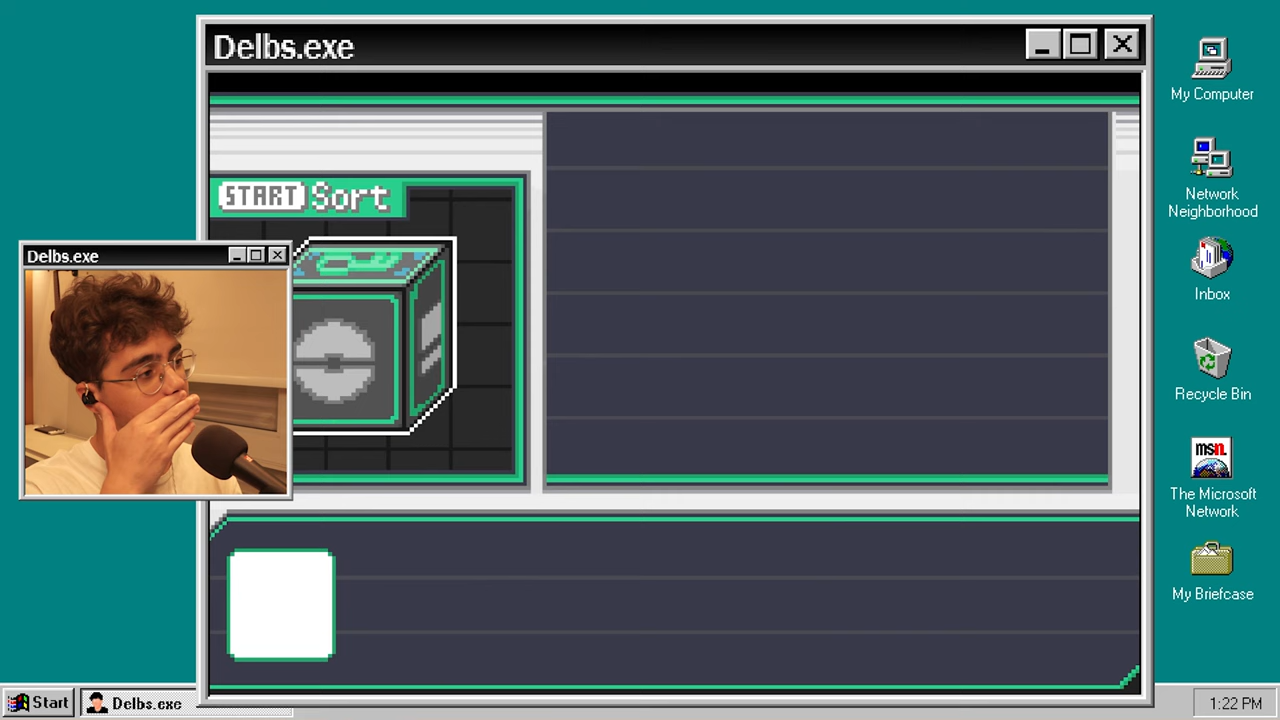 Delbs.exe
START Sort
Delbs.exe
My Computer
Network
Neighborhood
Inbox
Recycle Bin
msn
The Microsoft
Network
My Briefcase
Start
Delbs.exe
1:22 PM